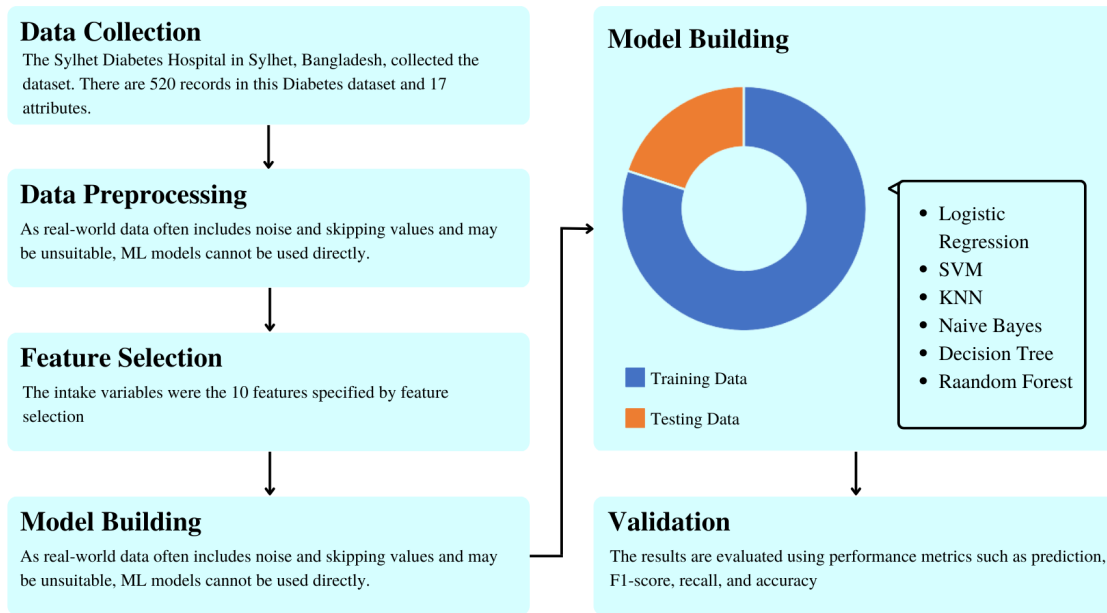 Data Collection
The Sylhet Diabetes Hospital in Sylhet, Bangladesh, collected the
dataset. There are 520 records in this Diabetes dataset and 17
attributes.
Data Preprocessing
As real-world data often includes noise and skipping values and may
be unsuitable, ML models cannot be used directly.
Feature Selection
The intake variables were the 10 features specified by feature
selection
Model Building
As real-world data often includes noise and skipping values and may
be unsuitable, ML models cannot be used directly.
Model Building
• Logistic
Regression
• SVM
• KNN
• Naive Bayes
• Decision Tree
• Raandom Forest
Training Data
Testing Data
Validation
The results are evaluated using performance metrics such as prediction,
F1-score, recall, and accuracy